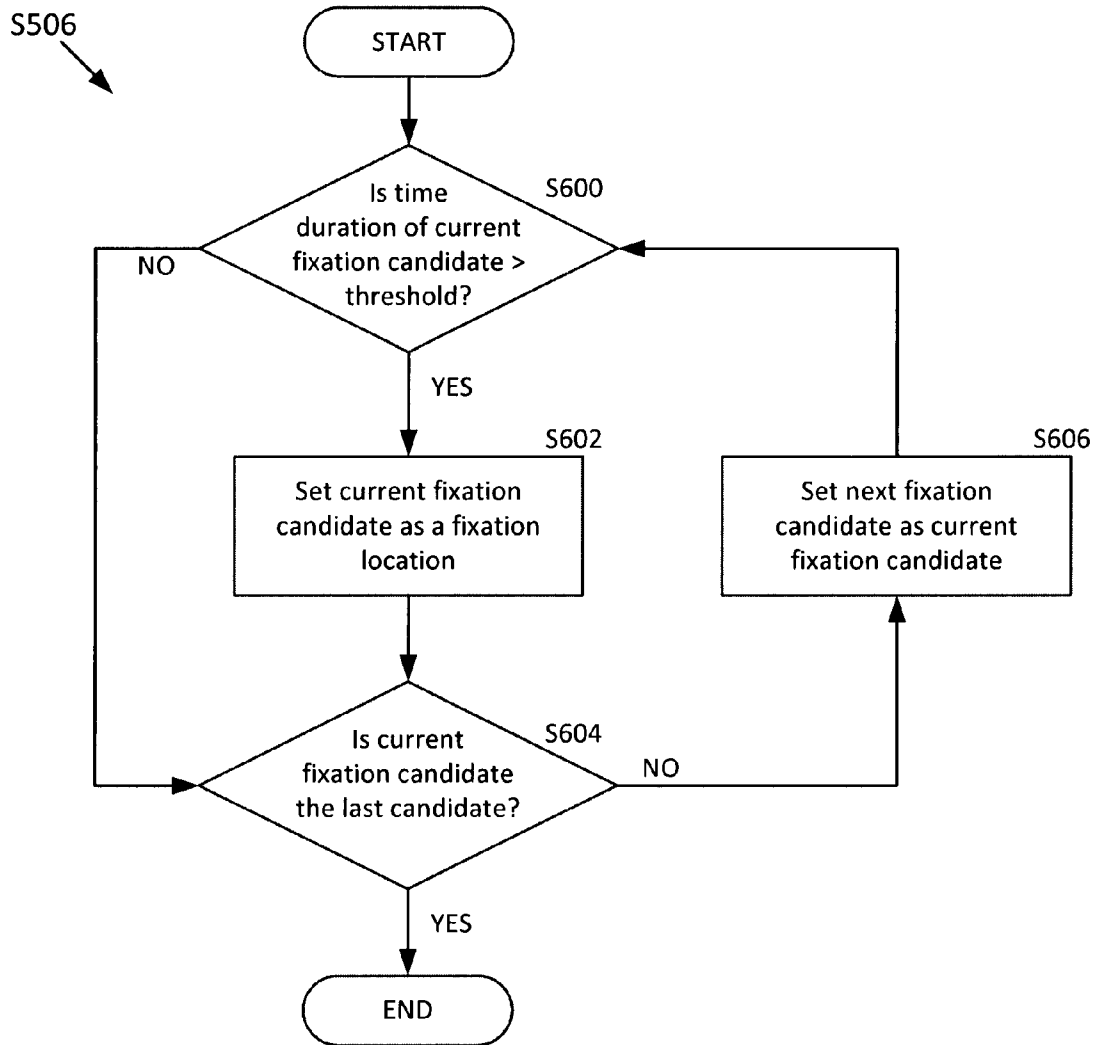 S506
START
Is time
duration of current
fixation candidate >
threshold?
S600
NO
YES
S602
Set current fixation
candidate as a fixation
location
S606
Set next fixation
candidate as current
fixation candidate
Is current
fixation candidate
the last candidate?
S604
NO
YES
END